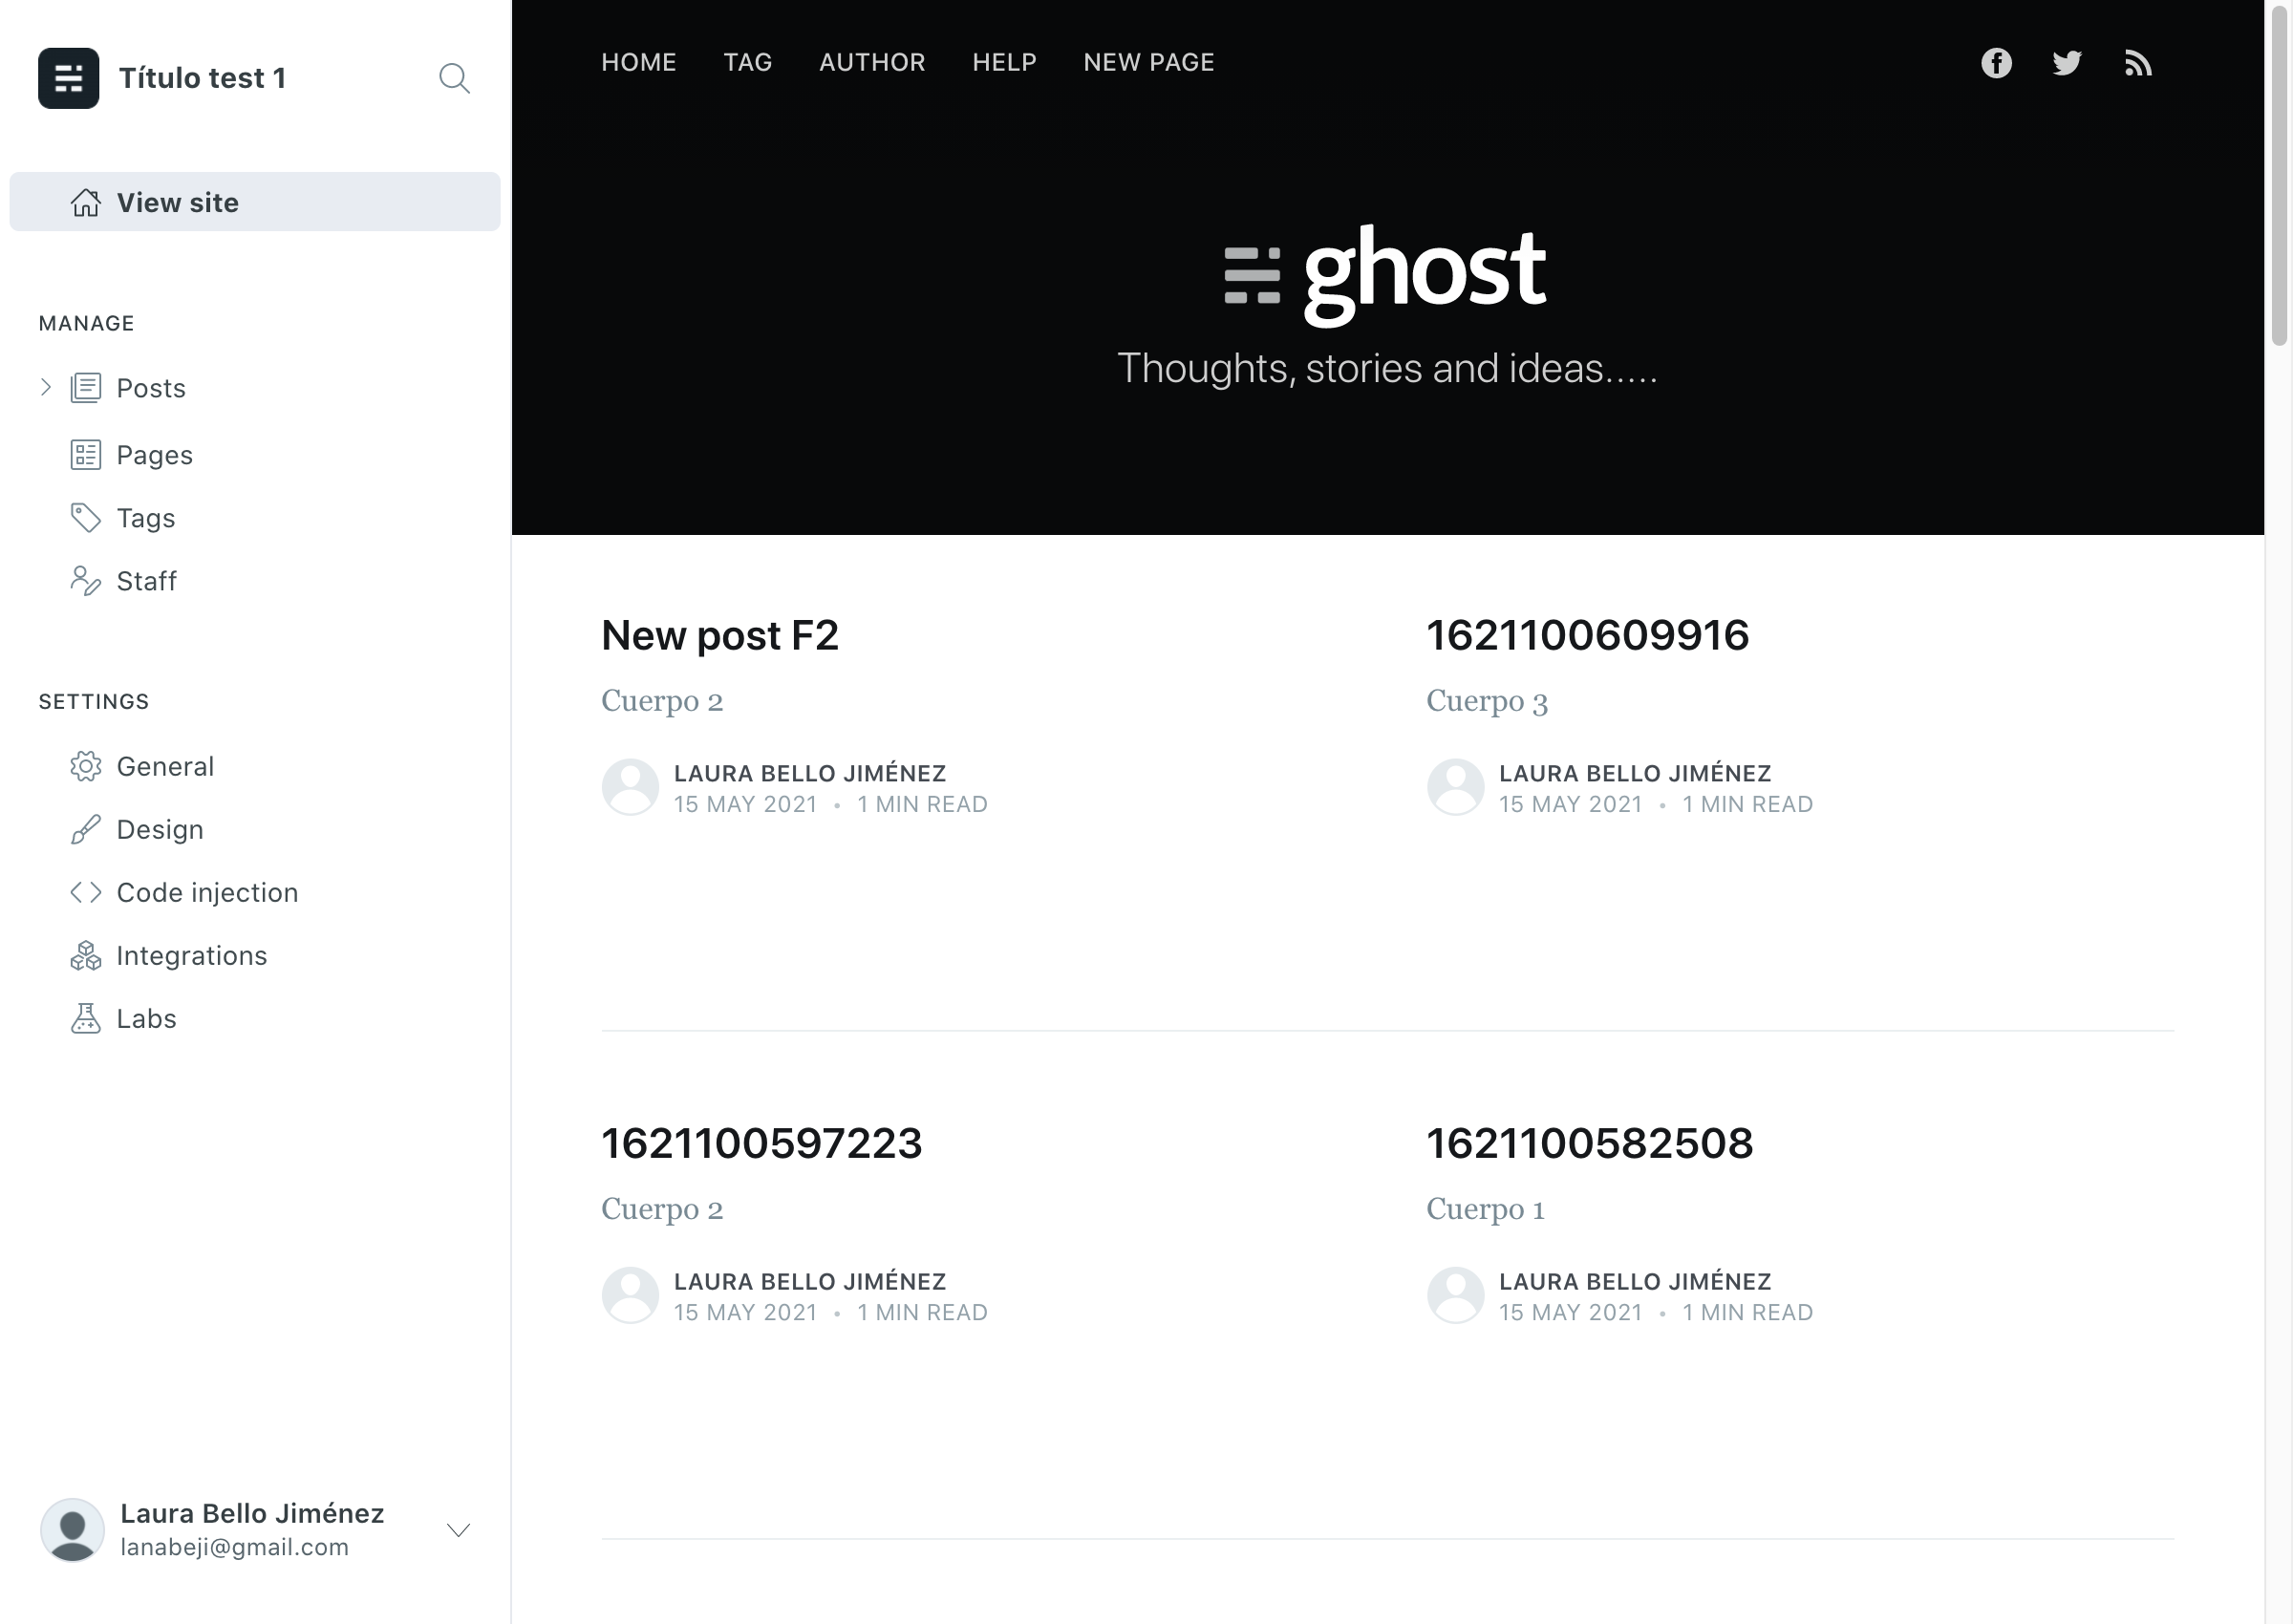 Título test 1
View site
MANAGE
Posts
Pages
Tags
Staff
SETTINGS
General
Design
Code injection
Integrations
Labs
Laura Bello Jiménez
lanabeji@gmail.com
HOME TAG AUTHOR HELP NEW PAGE
ghost
Thoughts, stories and ideas.....
New post F2
Cuerpo 2
LAURA BELLO JIMÉNEZ
15 MAY 2021 • 1 MIN READ
1621100609916
Cuerpo 3
LAURA BELLO JIMÉNEZ
15 MAY 2021 • 1 MIN READ
1621100597223
Cuerpo 2
LAURA BELLO JIMÉNEZ
15 MAY 2021 • 1 MIN READ
1621100582508
Cuerpo 1
LAURA BELLO JIMÉNEZ
15 MAY 2021 • 1 MIN READ